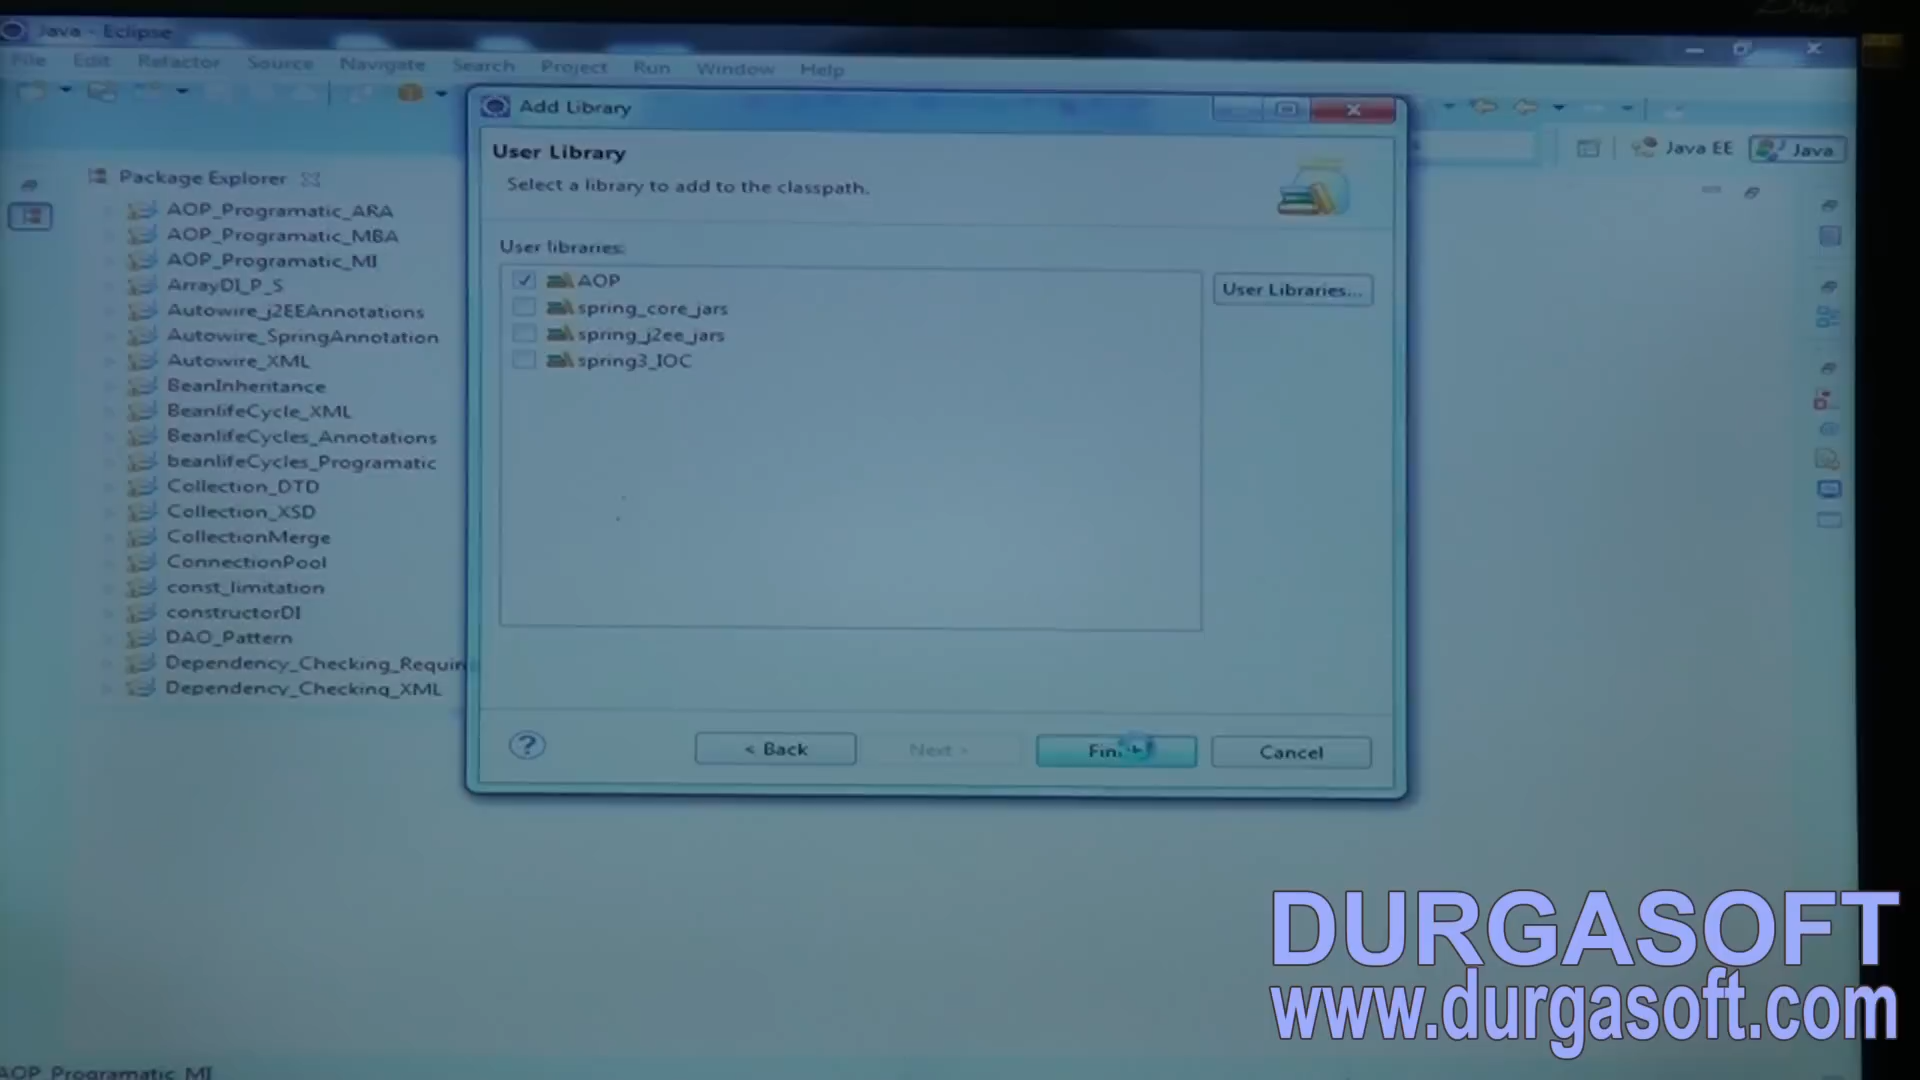 Java - Eclipse
File Edit Refactor Source Navigate Search Project Run Window Help
Add Library
User Library
Select a library to add to the classpath.
Java EE
Java
Package Explorer
AOP_Programatic_ARA
AOP_Programatic_MBA
AOP_Programatic_MI
ArrayDI_P_S
Autowire_j2EEAnnotations
Autowire_SpringAnnotation
Autowire_XML
BeanInheritance
BeanlifeCycle_XML
BeanlifeCycles_Annotations
beanlifeCycles_Programatic
Collection_DTD
Collection_XSD
CollectionMerge
ConnectionPool
const_limitation
constructorDI
DAO_Pattern
Dependency_Checking_Requir
Dependency_Checking_XML
User libraries:
AOP
spring_core_jars
spring_j2ee_jars
spring3_IOC
User Libraries...
?
< Back
Next >
Finish
Cancel
DURGASOFT
www.durgasoft.com
AOP_Programatic_MI